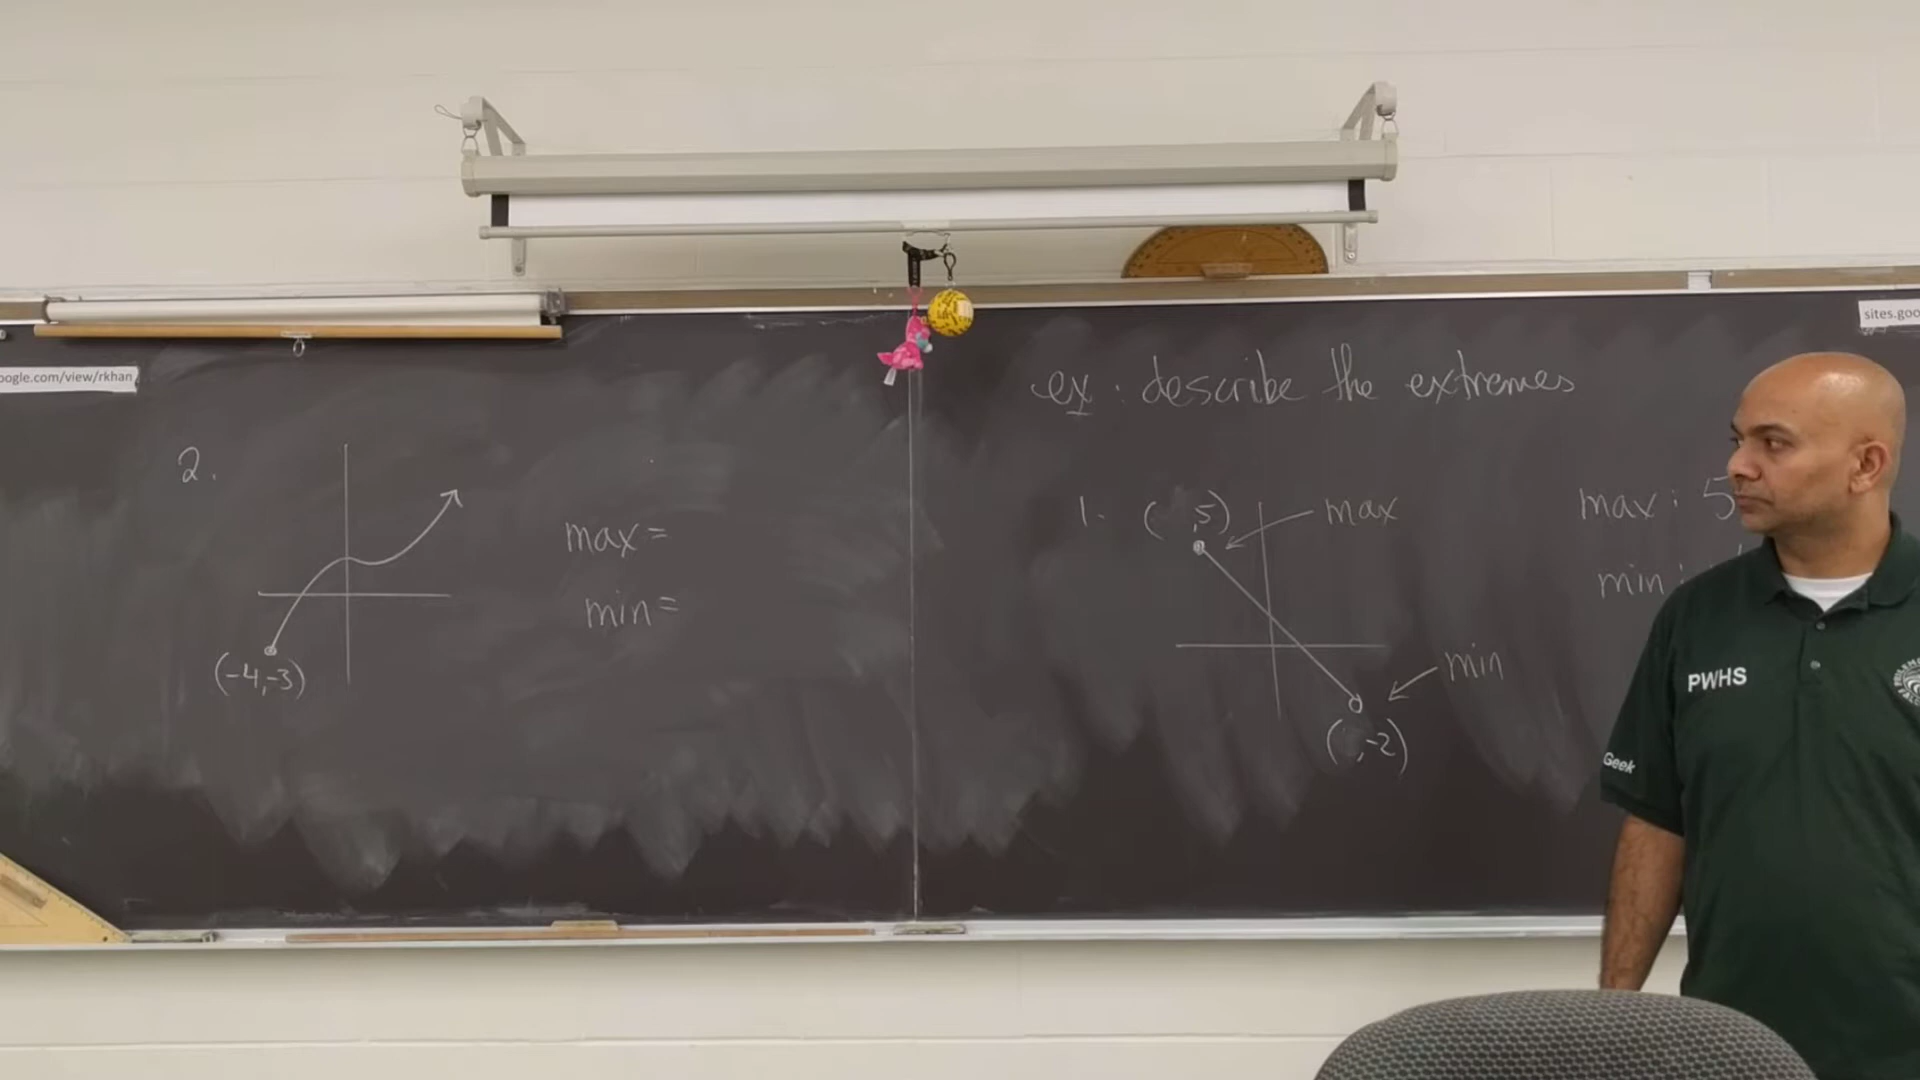 oogle.com/view/rkhan
sites.goo
2.
max=
min=
(-4,-3)
ex: describe the extremes
1. ( ,5)
max
min
( ,-2)
max: 5
min:
PWHS
Geek